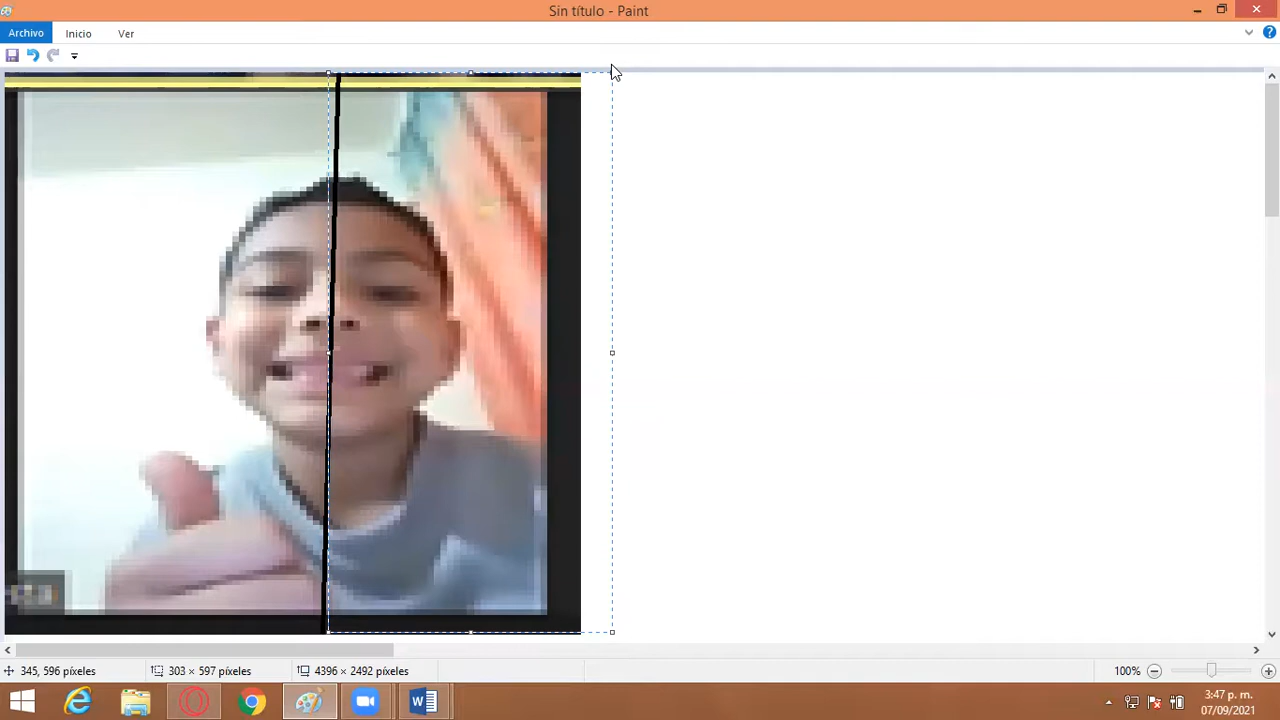 Sin título - Paint
Archivo Inicio Ver
345, 596 píxeles 303 × 597 píxeles 4396 × 2492 píxeles 100%
3:47 p. m.
07/09/2021